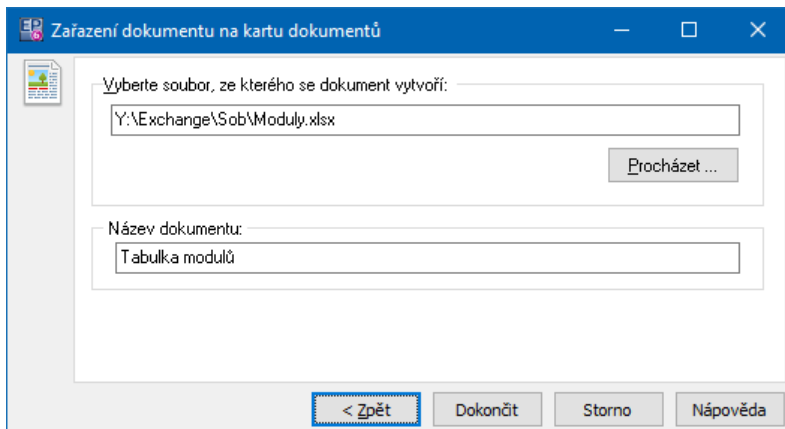 Zařazení dokumentu na kartu dokumentů
Vyberte soubor, ze kterého se dokument vytvoří:
Y:\Exchange\Sob\Moduly.xlsx
Procházet ...
Název dokumentu:
Tabulka modulů
< Zpět Dokončit Storno Nápověda